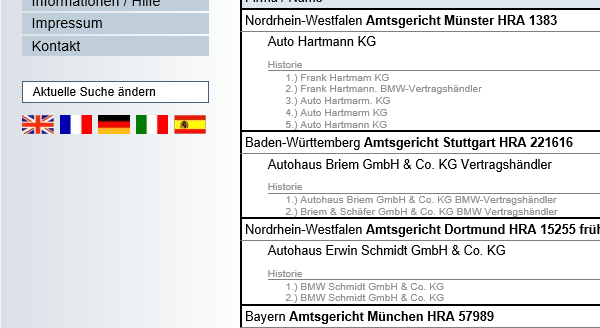 Informationen / Hilfe
Impressum
Kontakt
Aktuelle Suche ändern
Firma / Name
Nordrhein-Westfalen Amtsgericht Münster HRA 1383
Auto Hartmann KG
Historie
1.) Frank Hartmam KG
2.) Frank Hartmann. BMW-Vertragshändler
3.) Auto Hartmarm. KG
4.) Auto Hartmarm KG
5.) Auto Hartmann KG
Baden-Württemberg Amtsgericht Stuttgart HRA 221616
Autohaus Briem GmbH & Co. KG Vertragshändler
Historie
1.) Autohaus Briem GmbH & Co. KG BMW-Vertragshändler
2.) Briem & Schäfer GmbH & Co. KG BMW Vertragshändler
Nordrhein-Westfalen Amtsgericht Dortmund HRA 15255 früh
Autohaus Erwin Schmidt GmbH & Co. KG
Historie
1.) BMW Schmidt GmbH & Co. KG
2.) BMW Schmidt GmbH & Co. KG
Bayern Amtsgericht München HRA 57989